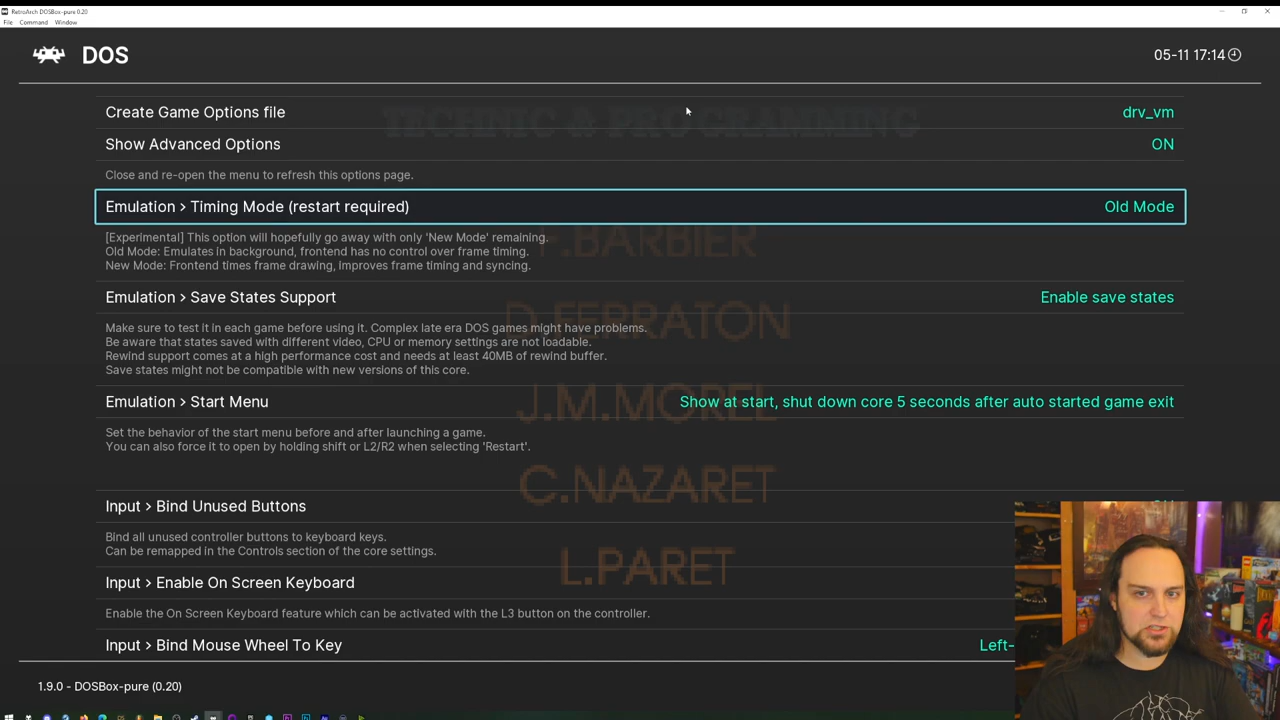 RetroArch DOSBox-pure 0.20
File Command Window
DOS
05-11 17:14
TECHNIC & PROGRAMMING
Create Game Options file
drv_vm
Show Advanced Options
ON
Close and re-open the menu to refresh this options page.
Emulation > Timing Mode (restart required)
Old Mode
F.BARBIER
[Experimental] This option will hopefully go away with only 'New Mode' remaining.
Old Mode: Emulates in background, frontend has no control over frame timing.
New Mode: Frontend times frame drawing, improves frame timing and syncing.
Emulation > Save States Support
Enable save states
D.FERRATON
Make sure to test it in each game before using it. Complex late era DOS games might have problems.
Be aware that states saved with different video, CPU or memory settings are not loadable.
Rewind support comes at a high performance cost and needs at least 40MB of rewind buffer.
Save states might not be compatible with new versions of this core.
Emulation > Start Menu
Show at start, shut down core 5 seconds after auto started game exit
J.M.MOREL
Set the behavior of the start menu before and after launching a game.
You can also force it to open by holding shift or L2/R2 when selecting 'Restart'.
C.NAZARET
Input > Bind Unused Buttons
Bind all unused controller buttons to keyboard keys.
Can be remapped in the Controls section of the core settings.
L.PARET
Input > Enable On Screen Keyboard
Enable the On Screen Keyboard feature which can be activated with the L3 button on the controller.
Input > Bind Mouse Wheel To Key
Left-
1.9.0 - DOSBox-pure (0.20)